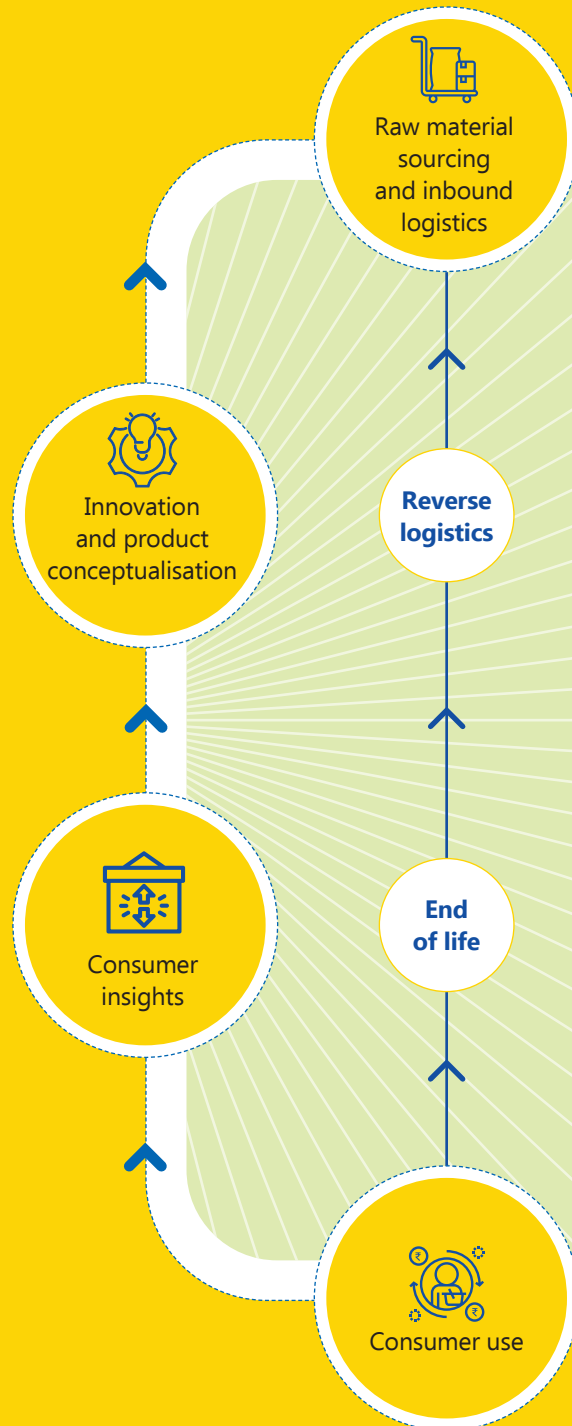 Raw material
sourcing
and inbound
logistics
Innovation
and product
conceptualisation
Reverse
logistics
Consumer
insights
End
of life
₹
₹
Consumer use